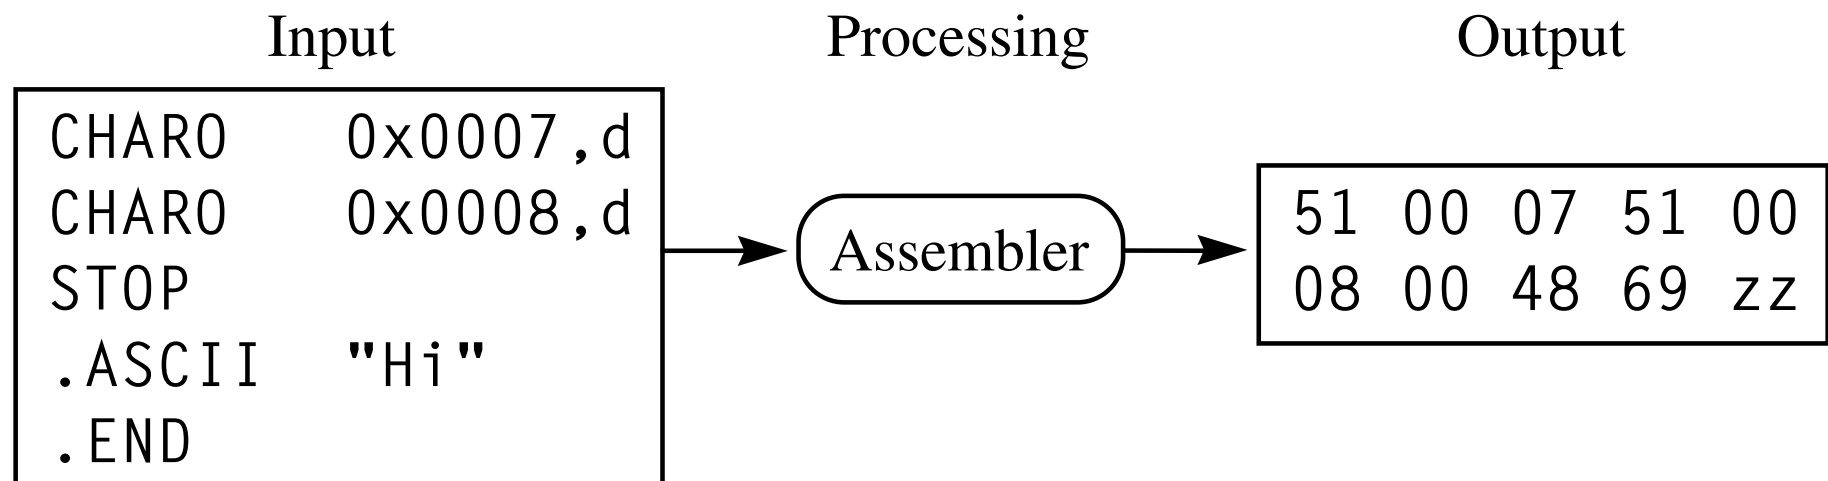 Input Processing Output
CHARO 0x0007,d
CHARO 0x0008,d
STOP
.ASCII "Hi"
.END
Assembler
51 00 07 51 00
08 00 48 69 zz